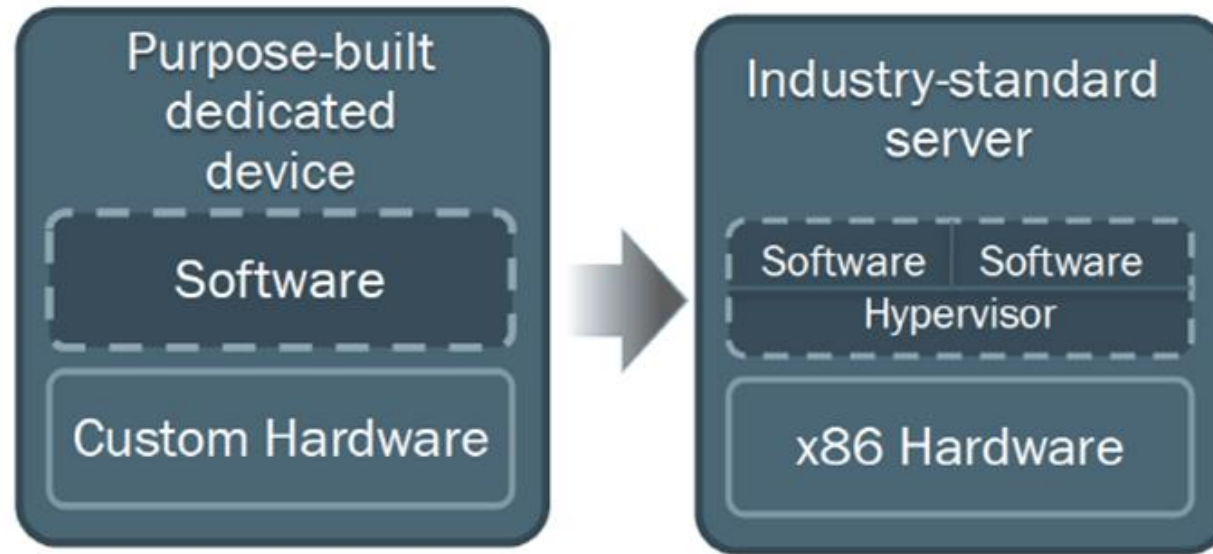 Purpose-built
dedicated
device
Software
Custom Hardware
Industry-standard
server
Software Software
Hypervisor
x86 Hardware